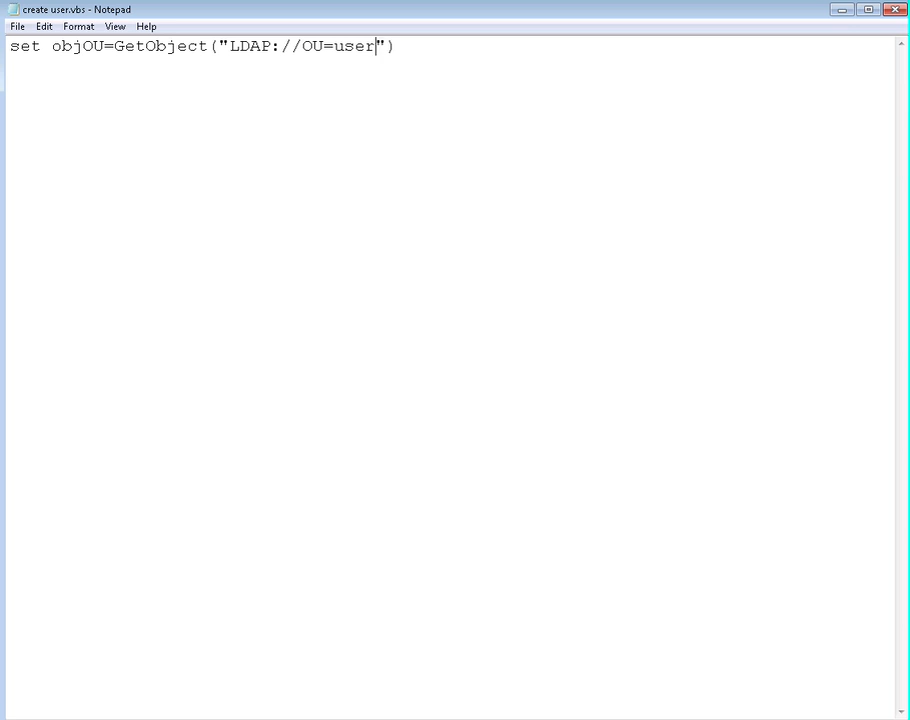 create user.vbs - Notepad
File Edit Format View Help
set objOU=GetObject("LDAP://OU=user")